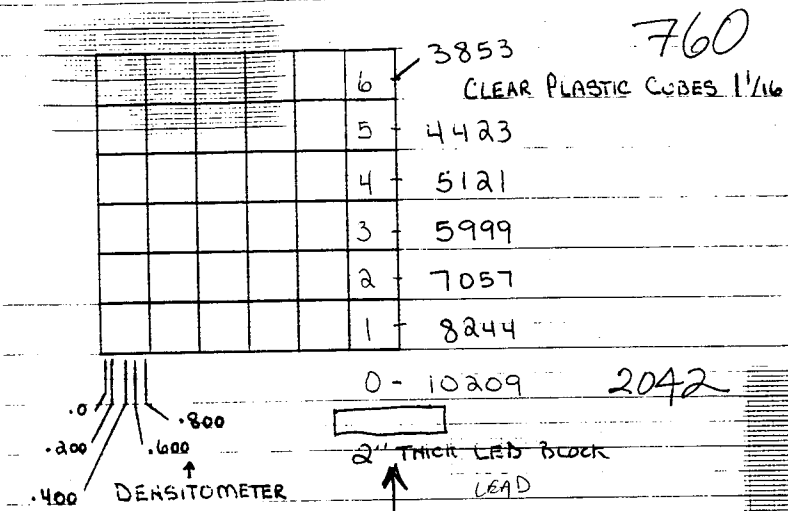 760
3853
CLEAR PLASTIC CUBES 1 1/16
6
5 - 4423
4 - 5121
3 - 5999
2 - 7057
1 - 8244
0 - 10209 2042
.0 .200 .400 .600 .800
DENSITOMETER
2" THICK LED BLOCK
LEAD